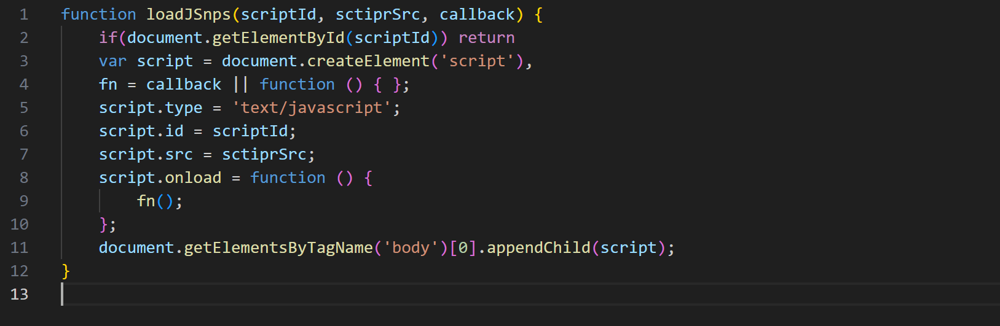 1 function loadJSnps(scriptId, sctiprSrc, callback) {
2 if(document.getElementById(scriptId)) return
3 var script = document.createElement('script'),
4 fn = callback || function () { };
5 script.type = 'text/javascript';
6 script.id = scriptId;
7 script.src = sctiprSrc;
8 script.onload = function () {
9 fn();
10 };
11 document.getElementsByTagName('body')[0].appendChild(script);
12 }
13